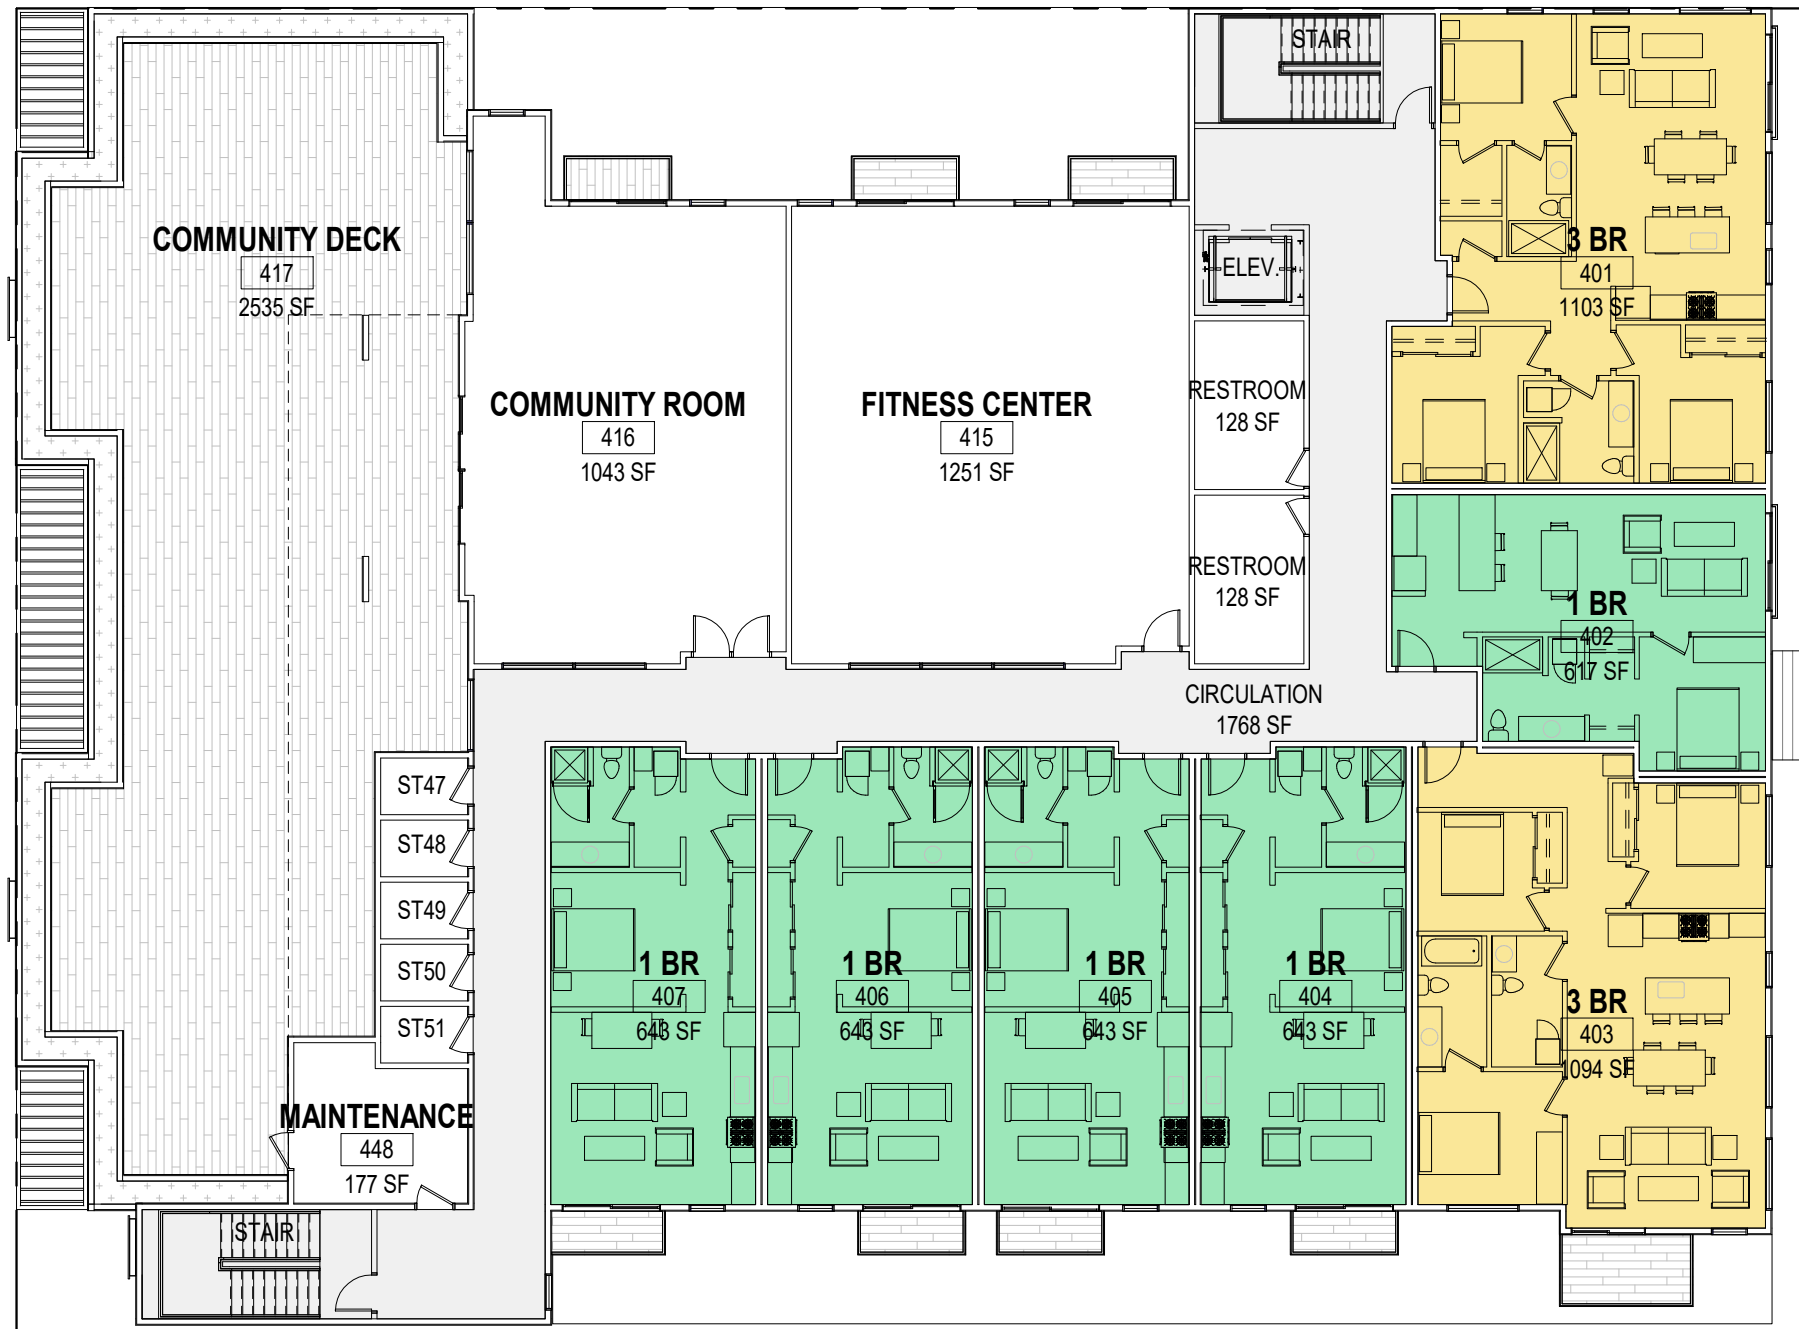 STAIR
COMMUNITY DECK
417
2535 SF
3 BR
401
1103 SF
ELEV.
COMMUNITY ROOM
416
1043 SF
FITNESS CENTER
415
1251 SF
RESTROOM
128 SF
RESTROOM
128 SF
1 BR
402
617 SF
CIRCULATION
1768 SF
ST47
ST48
ST49
ST50
ST51
1 BR
407
643 SF
1 BR
406
643 SF
1 BR
405
643 SF
1 BR
404
643 SF
3 BR
403
1094 SF
MAINTENANCE
448
177 SF
STAIR